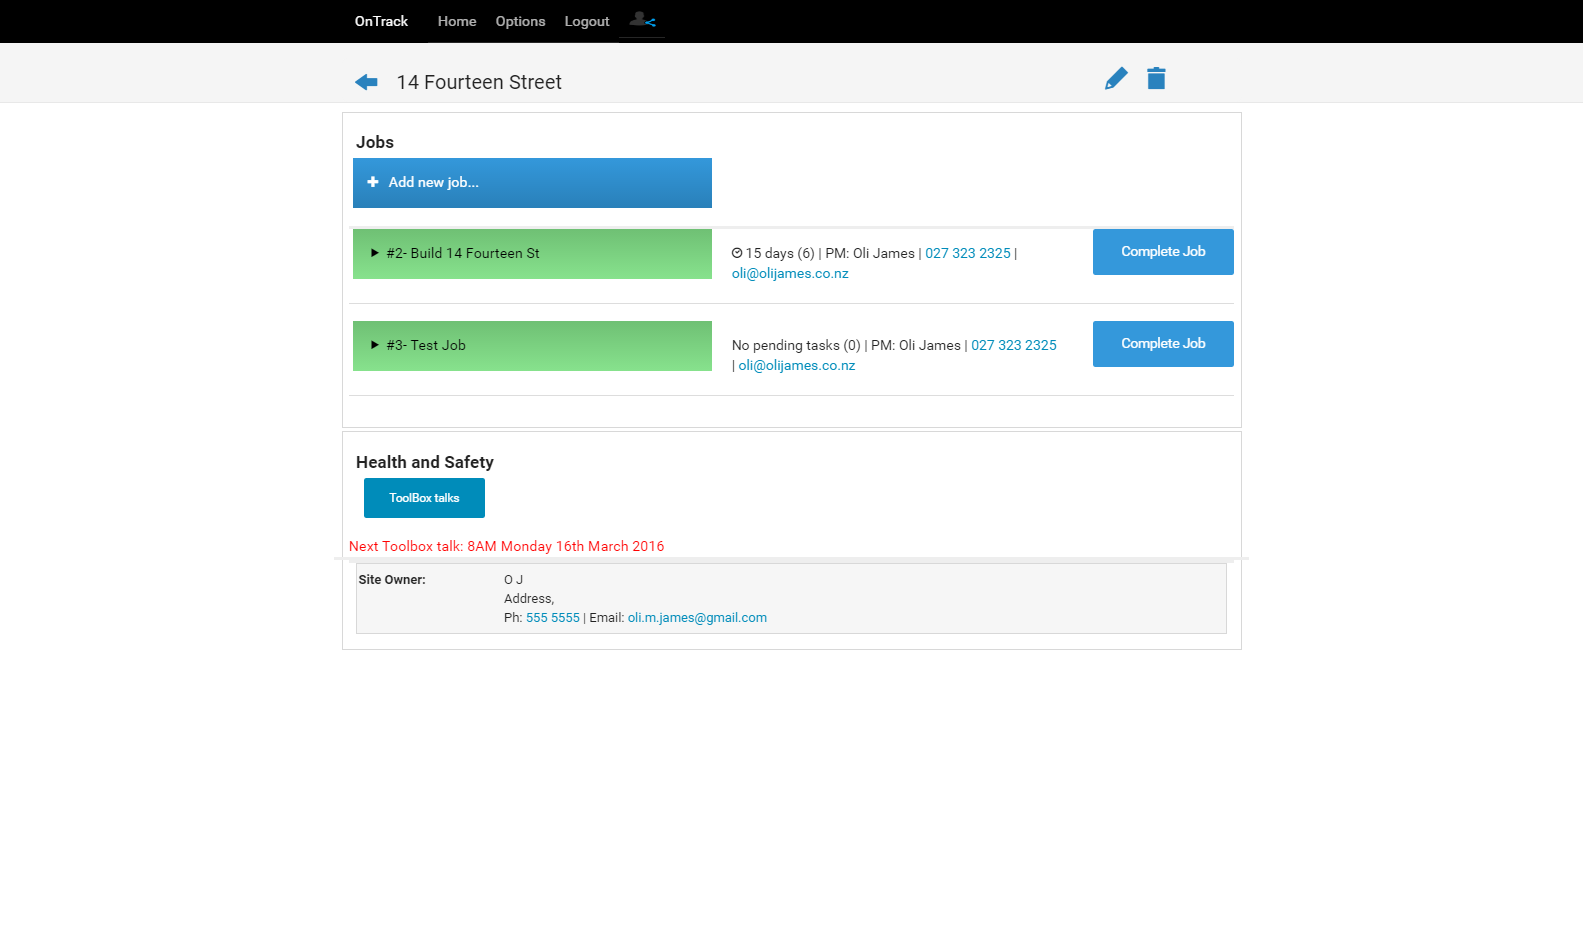 OnTrack Home Options Logout
14 Fourteen Street
Jobs
Add new job...
#2- Build 14 Fourteen St
15 days (6) | PM: Oli James | 027 323 2325 |
oli@olijames.co.nz
Complete Job
#3- Test Job
No pending tasks (0) | PM: Oli James | 027 323 2325
| oli@olijames.co.nz
Complete Job
Health and Safety
ToolBox talks
Next Toolbox talk: 8AM Monday 16th March 2016
Site Owner: O J
Address,
Ph: 555 5555 | Email: oli.m.james@gmail.com